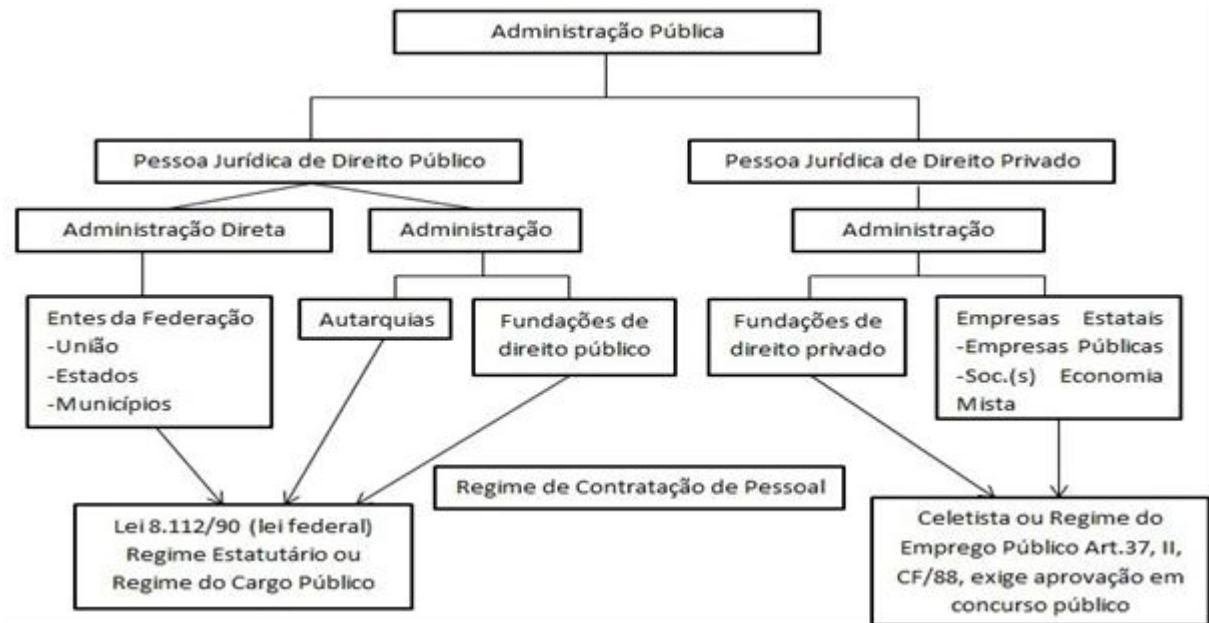 Administração Pública
Pessoa Jurídica de Direito Público
Pessoa Jurídica de Direito Privado
Administração Direta
Administração
Administração
Entes da Federação
-União
-Estados
-Municípios
Autarquias
Fundações de
direito público
Fundações de
direito privado
Empresas Estatais
-Empresas Públicas
-Soc.(s) Economia
Mista
Regime de Contratação de Pessoal
Lei 8.112/90 (lei federal)
Regime Estatutário ou
Regime do Cargo Público
Celetista ou Regime do
Emprego Público Art.37, II,
CF/88, exige aprovação em
concurso público